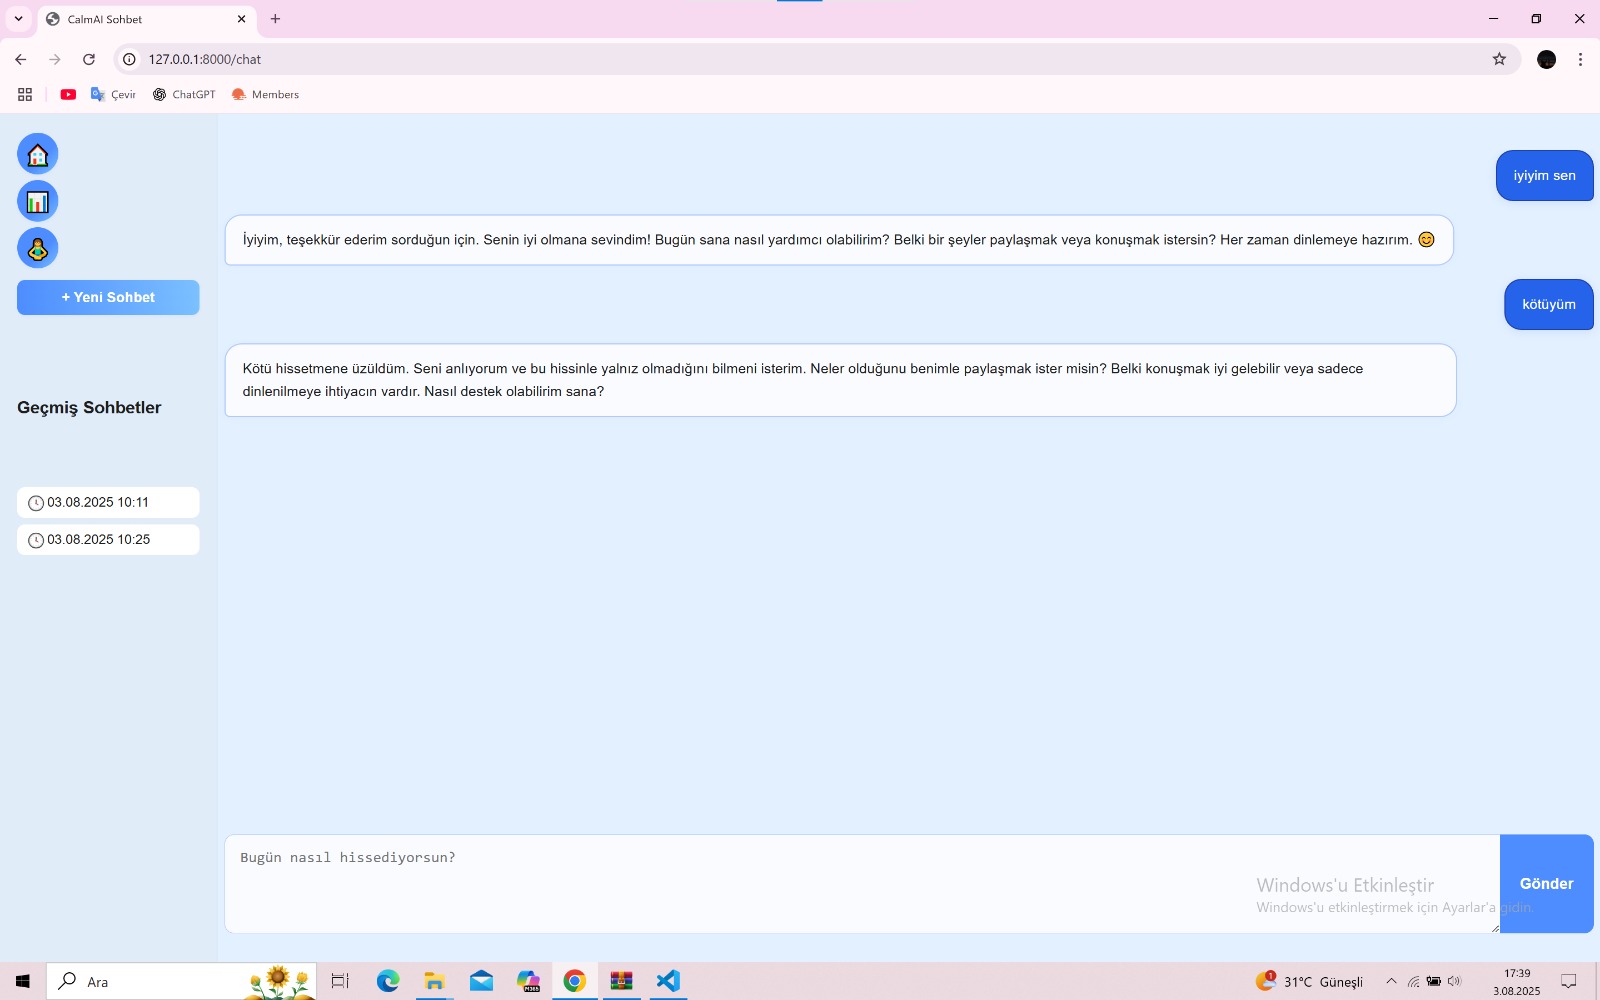 CalmAI Sohbet
127.0.0.1:8000/chat
Çevir
ChatGPT
Members
iyiyim sen
İyiyim, teşekkür ederim sorduğun için. Senin iyi olmana sevindim! Bugün sana nasıl yardımcı olabilirim? Belki bir şeyler paylaşmak veya konuşmak istersin? Her zaman dinlemeye hazırım. 😊
+ Yeni Sohbet
kötüyüm
Kötü hissetmene üzüldüm. Seni anlıyorum ve bu hissinle yalnız olmadığını bilmeni isterim. Neler olduğunu benimle paylaşmak ister misin? Belki konuşmak iyi gelebilir veya sadece
dinlenilmeye ihtiyacın vardır. Nasıl destek olabilirim sana?
Geçmiş Sohbetler
03.08.2025 10:11
03.08.2025 10:25
Bugün nasıl hissediyorsun?
Gönder
Windows'u Etkinleştir
Windows'u etkinleştirmek için Ayarlar'a gidin.
Ara
M365
1
31°C Güneşli
17:39
3.08.2025